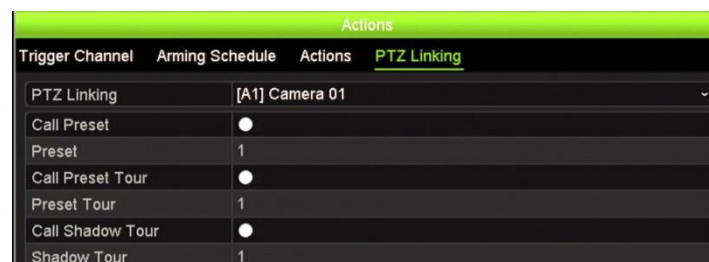 Actions
Trigger Channel Arming Schedule Actions PTZ Linking
PTZ Linking [A1] Camera 01
Call Preset
Preset 1
Call Preset Tour
Preset Tour 1
Call Shadow Tour
Shadow Tour 1